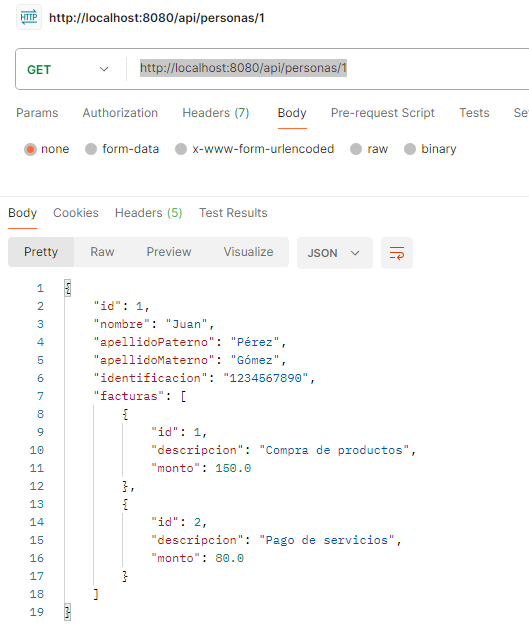 HTTP http://localhost:8080/api/personas/1
GET http://localhost:8080/api/personas/1
Params Authorization Headers (7) Body Pre-request Script Tests Se
none form-data x-www-form-urlencoded raw binary
Body Cookies Headers (5) Test Results
Pretty Raw Preview Visualize JSON
1 {
2 "id": 1,
3 "nombre": "Juan",
4 "apellidoPaterno": "Pérez",
5 "apellidoMaterno": "Gómez",
6 "identificacion": "1234567890",
7 "facturas": [
8 {
9 "id": 1,
10 "descripcion": "Compra de productos",
11 "monto": 150.0
12 },
13 {
14 "id": 2,
15 "descripcion": "Pago de servicios",
16 "monto": 80.0
17 }
18 ]
19 }